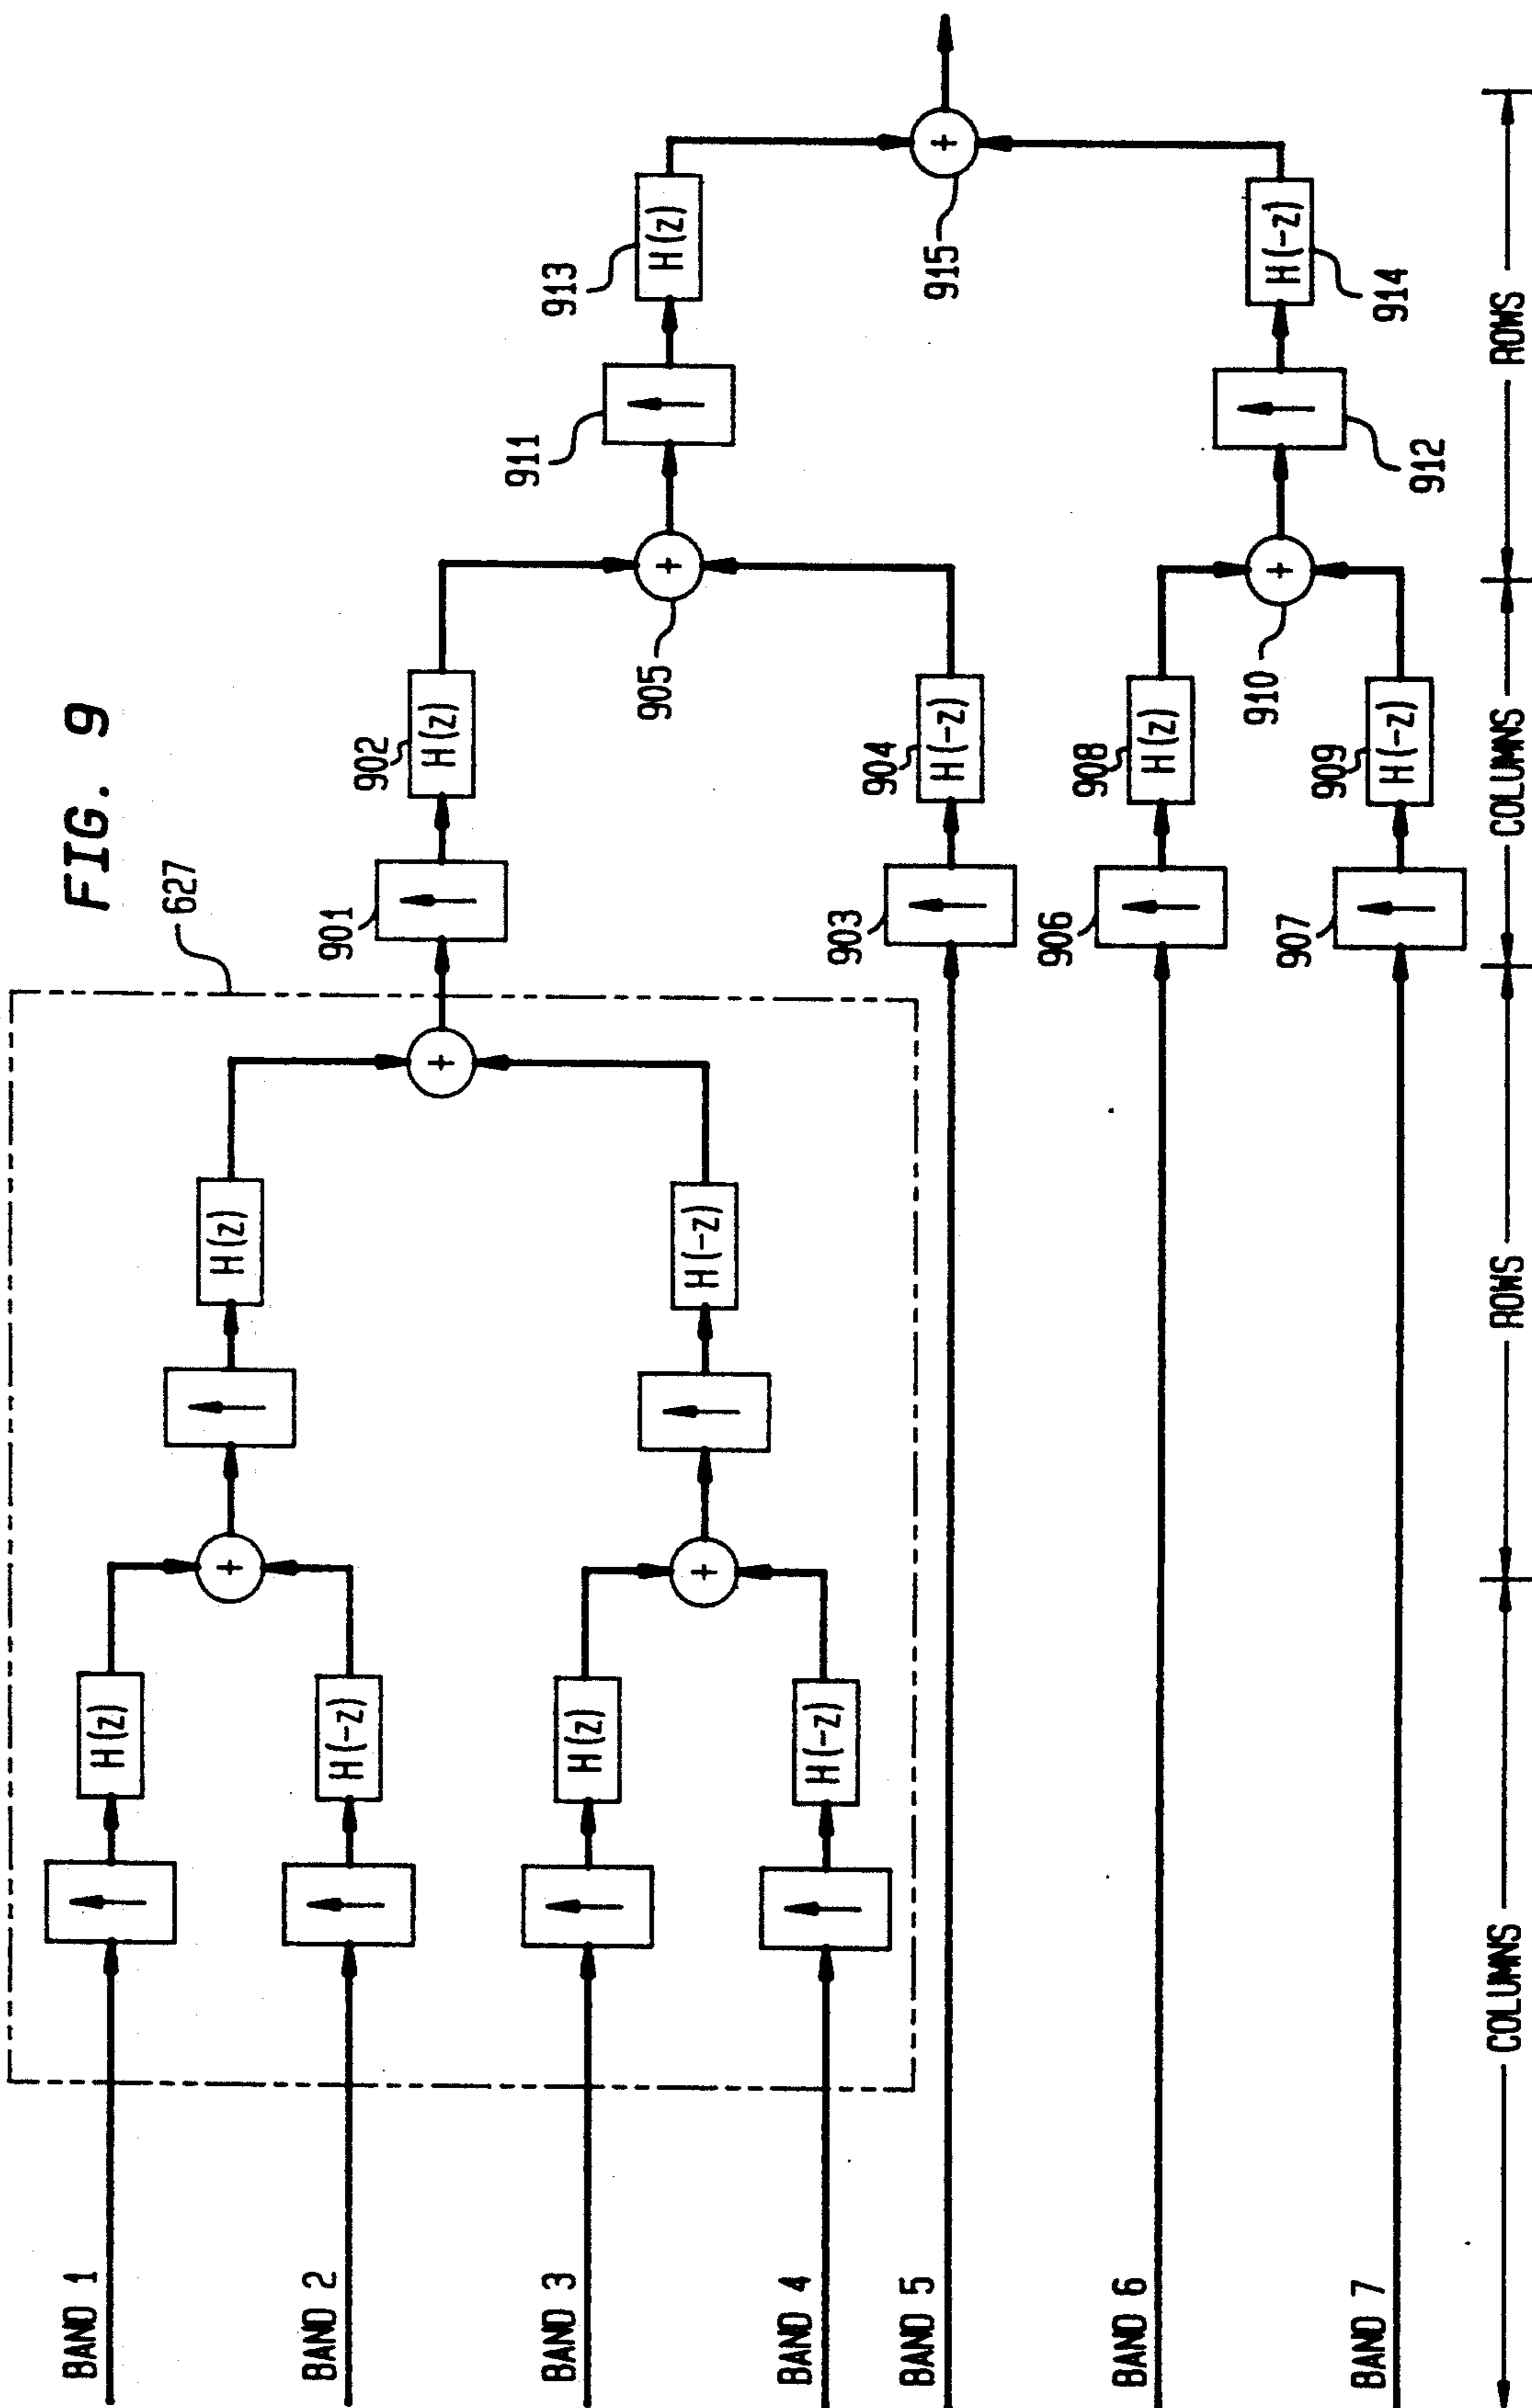 FIG. 9
627
BAND 1
H(z)
BAND 2
H(-z)
+
H(z)
BAND 3
H(z)
BAND 4
H(-z)
+
H(-z)
+
901
902
H(z)
BAND 5
903
904
H(-z)
905
+
911
913
H(z)
BAND 6
906
908
H(z)
BAND 7
907
909
H(-z)
910
+
912
914
H(-z)
915
+
COLUMNS
ROWS
COLUMNS
ROWS